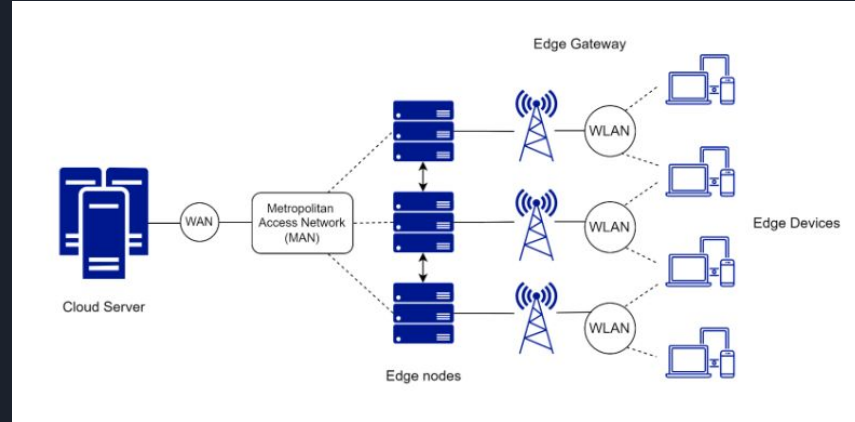 Edge Gateway
WLAN
WAN
Metropolitan
Access Network
(MAN)
WLAN
Edge Devices
Cloud Server
WLAN
Edge nodes